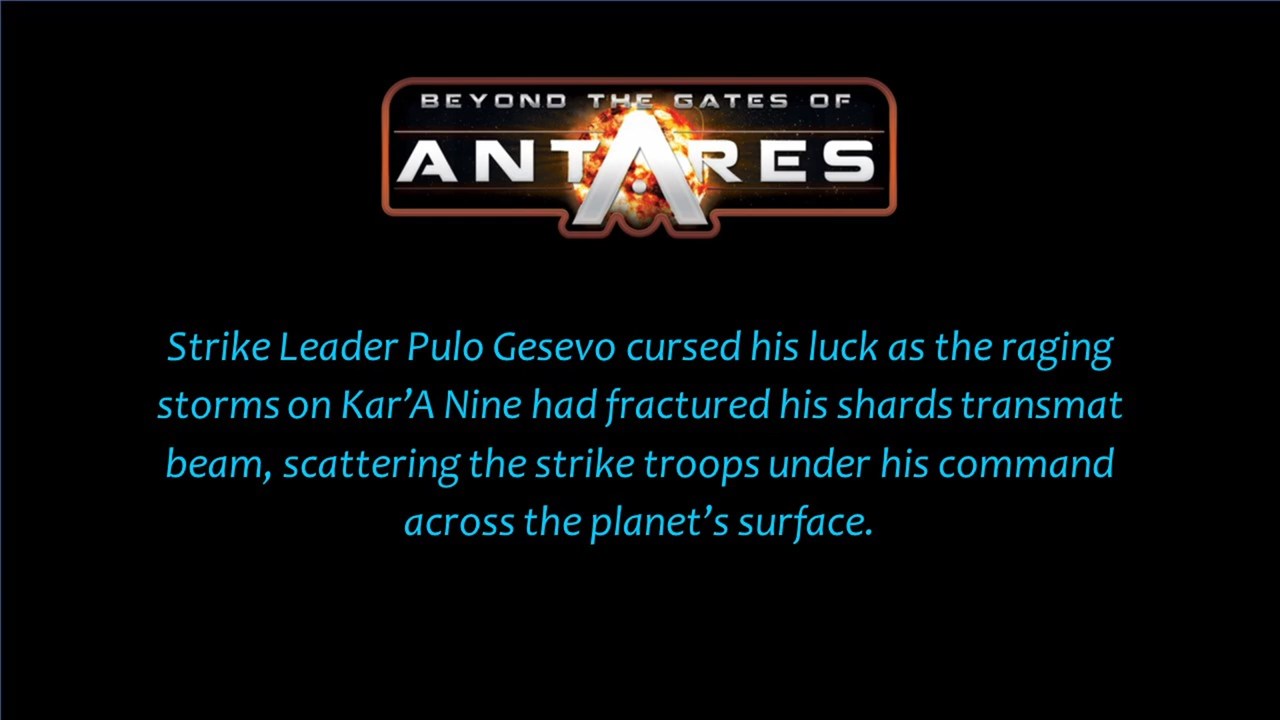 BEYOND THE GATES OF
ANTARES
Strike Leader Pulo Gesevo cursed his luck as the raging
storms on Kar’A Nine had fractured his shards transmat
beam, scattering the strike troops under his command
across the planet’s surface.